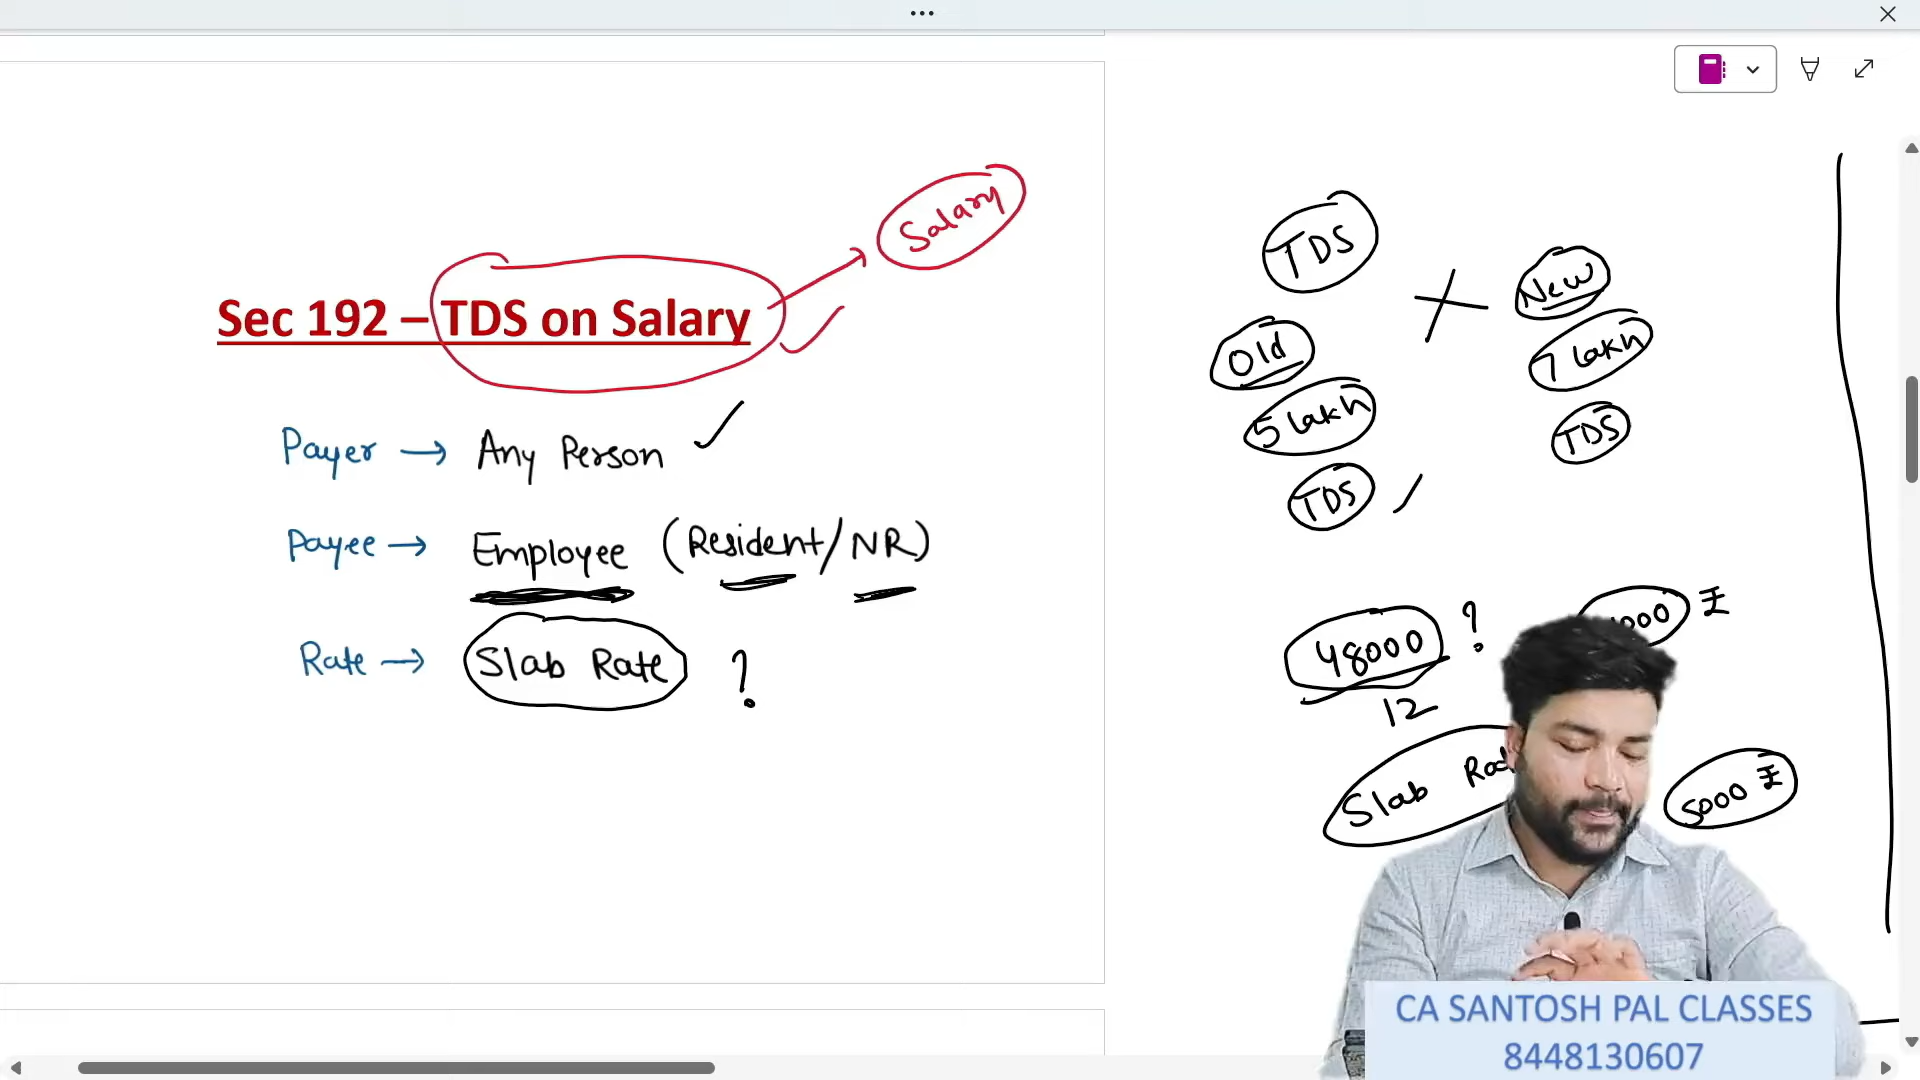 Salary
Sec 192 – TDS on Salary
Payer → Any Person ✓
Payee → Employee (Resident/NR)
Rate → Slab Rate ?
TDS
New
Old
7 lakh
5 lakh
TDS
TDS ✓
48000 ?
000 ₹
12
Slab
5000 ₹
CA SANTOSH PAL CLASSES
8448130607